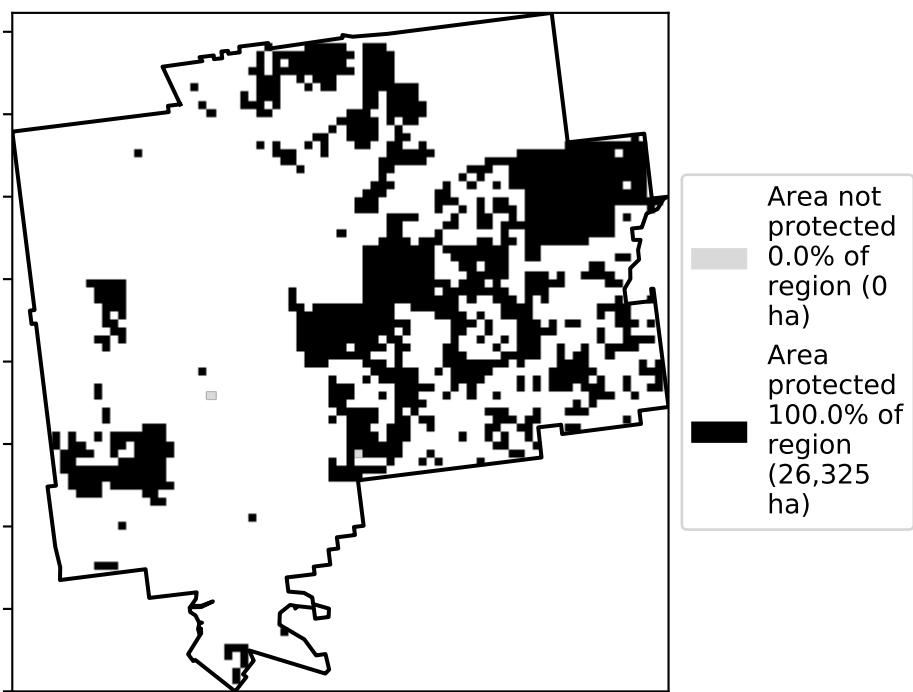 Area not
protected
0.0% of
region (0
ha)
Area
protected
100.0% of
region
(26,325
ha)